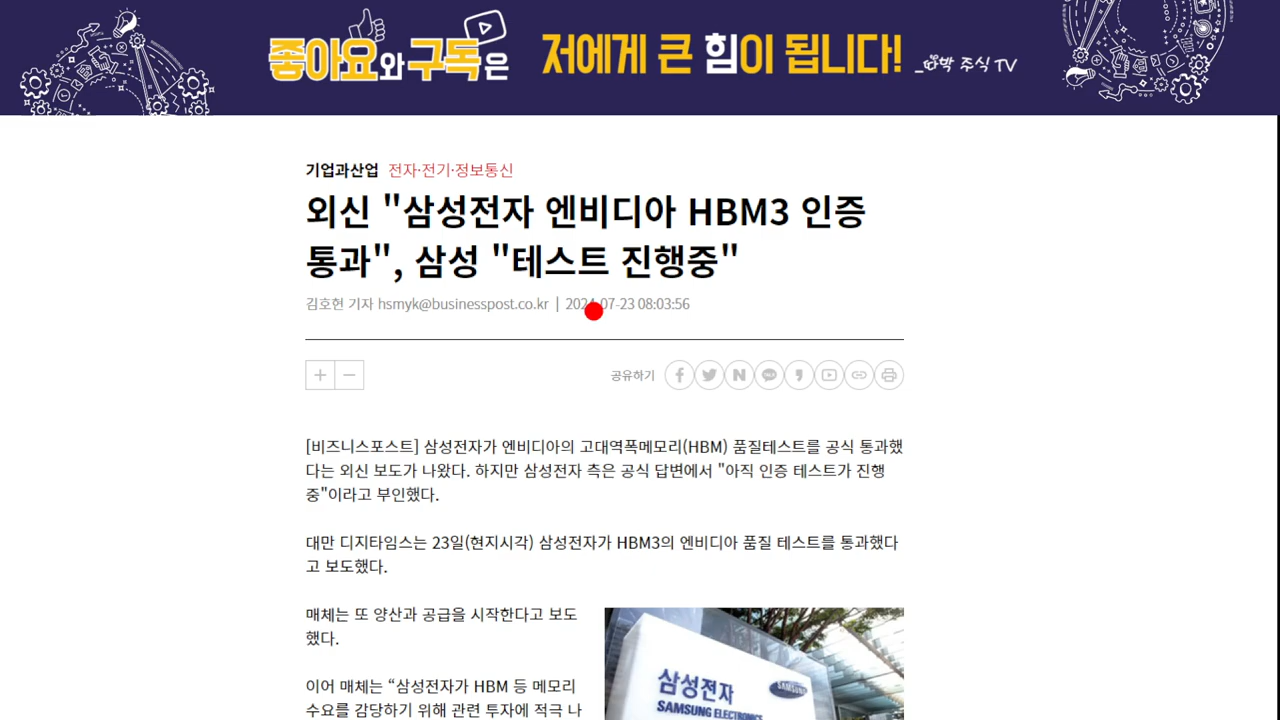 좋아요와 구독은 저에게 큰 힘이 됩니다!
박 주식 TV
기업과산업 전자·전기·정보통신
외신 "삼성전자 엔비디아 HBM3 인증
통과", 삼성 "테스트 진행중"
김호현 기자 hsmyk@businesspost.co.kr | 2024-07-23 08:03:56
공유하기
[비즈니스포스트] 삼성전자가 엔비디아의 고대역폭메모리(HBM) 품질테스트를 공식 통과했
다는 외신 보도가 나왔다. 하지만 삼성전자 측은 공식 답변에서 "아직 인증 테스트가 진행
중"이라고 부인했다.
대만 디지타임스는 23일(현지시각) 삼성전자가 HBM3의 엔비디아 품질 테스트를 통과했다
고 보도했다.
매체는 또 양산과 공급을 시작한다고 보도
했다.
이어 매체는 “삼성전자가 HBM 등 메모리
수요를 감당하기 위해 관련 투자에 적극 나
삼성전자
SAMSUNG
SAMSUNG ELECTRONICS